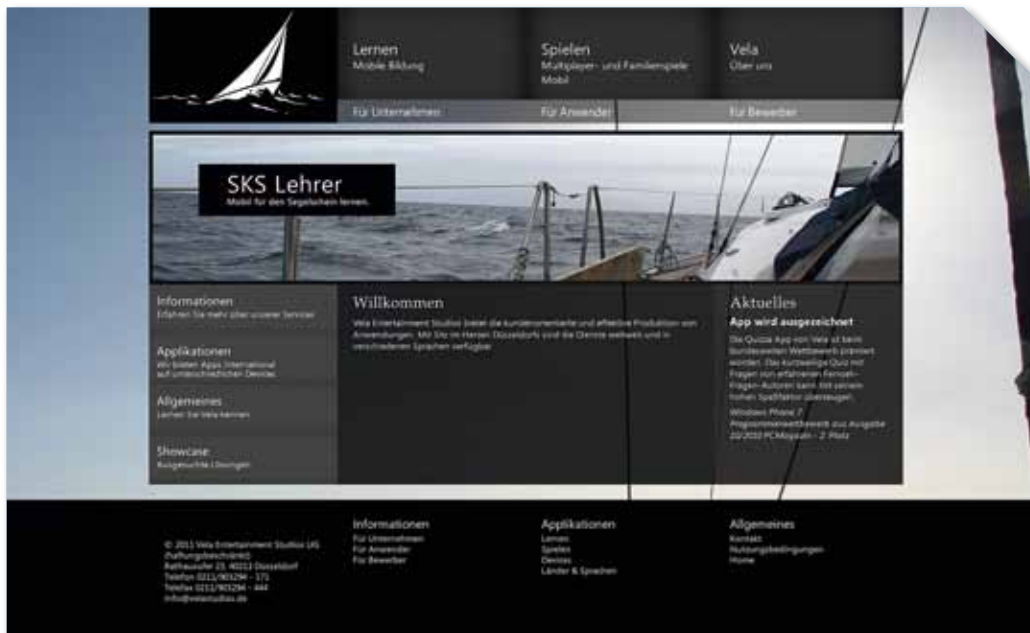 Lernen
Mobile Bildung
Spielen
Multiplayer- und Familienspiele
Mobil
Vela
Über uns
Für Unternehmen
Für Anwender
Für Bewerber
SKS Lehrer
Mobil für den Segelschein lernen.
Informationen
Erfahren Sie mehr über unserer Services
Applikationen
Wir bieten Apps International
auf unterschiedlichen Devices
Allgemeines
Lernen Sie Vela kennen
Showcase
Ausgesuchte Lösungen
Willkommen
Vela Entertainment Studios bietet die kundenorientierte und effektive Produktion von
Anwendungen. Mit Sitz im Herzen Düsseldorfs sind die Dienste weltweit und in
verschiedenen Sprachen verfügbar.
Aktuelles
App wird ausgezeichnet
Die Quizza App von Vela ist beim
bundesweiten Wettbewerb prämiert
worden. Das kurzweilige Quiz mit
Fragen von erfahrenen Fernseh-
Fragen-Autoren kann mit seinem
hohen Spaßfaktor überzeugen.
Windows Phone 7
Programmierwettbewerb aus Ausgabe
10/2010 PCMagazin - 2. Platz
© 2011 Vela Entertainment Studios UG
(haftungsbeschränkt)
Rathausufer 23, 40213 Düsseldorf
Telefon 0211/903294 - 171
Telefax 0211/903294 - 444
info@velastudios.de
Informationen
Für Unternehmen
Für Anwender
Für Bewerber
Applikationen
Lernen
Spielen
Devices
Länder & Sprachen
Allgemeines
Kontakt
Nutzungsbedingungen
Home